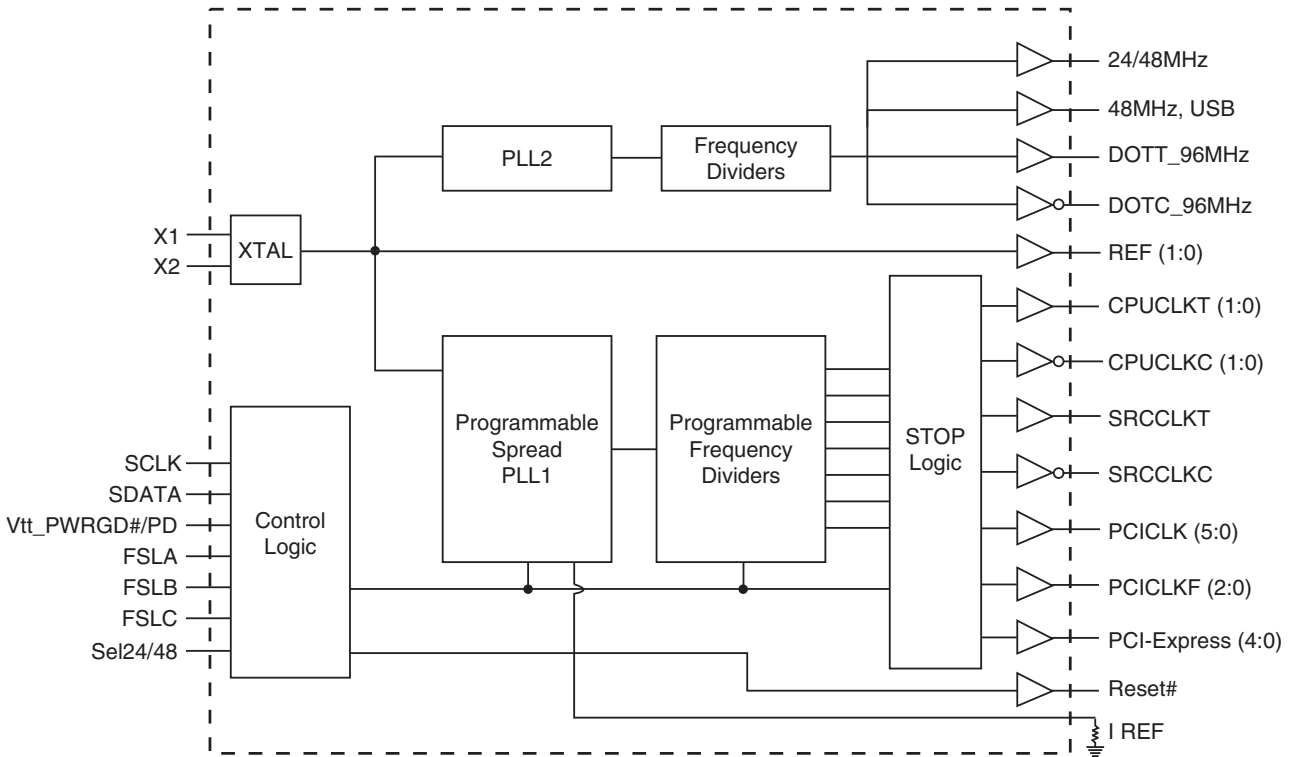 24/48MHz
48MHz, USB
DOTT_96MHz
DOTC_96MHz
REF (1:0)
CPUCLKT (1:0)
CPUCLKC (1:0)
SRCCLKT
SRCCLKC
PCICLK (5:0)
PCICLKF (2:0)
PCI-Express (4:0)
Reset#
I REF
PLL2
Frequency
Dividers
X1
X2
XTAL
Programmable
Spread
PLL1
Programmable
Frequency
Dividers
STOP
Logic
Control
Logic
SCLK
SDATA
Vtt_PWRGD#/PD
FSLA
FSLB
FSLC
Sel24/48